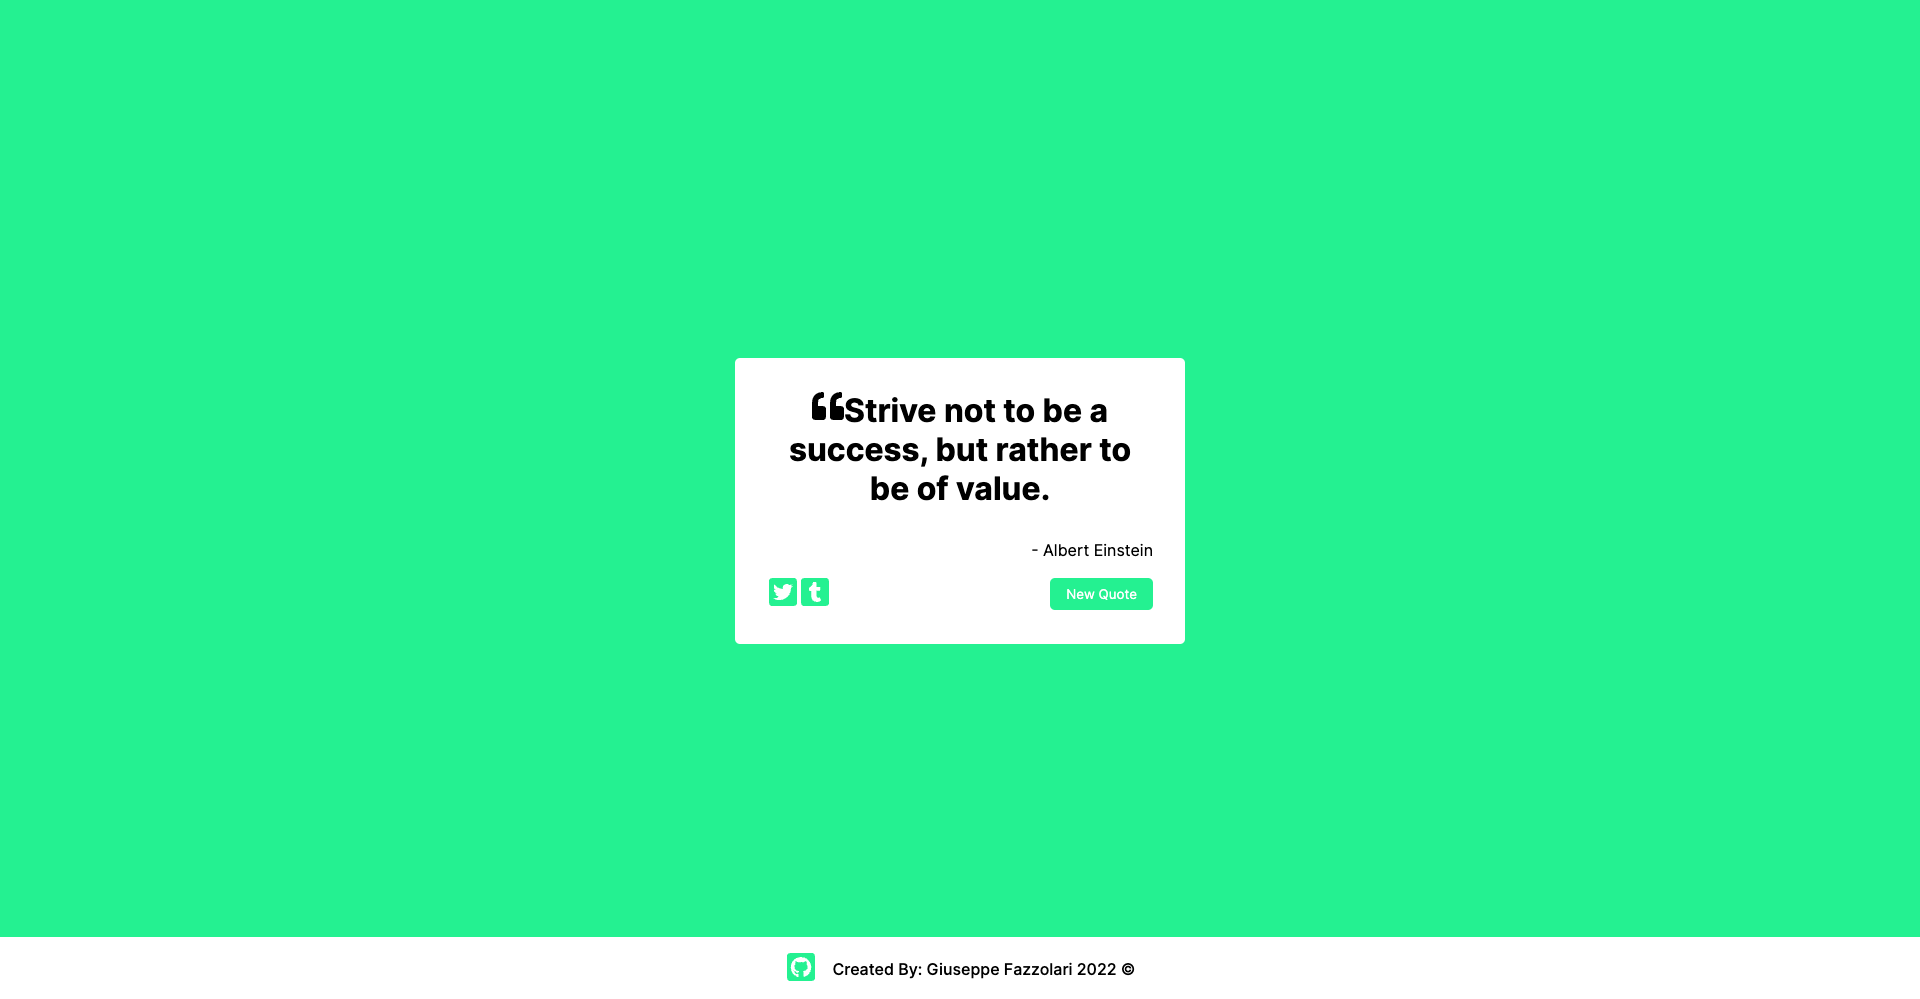 ❝Strive not to be a
success, but rather to
be of value.
- Albert Einstein
New Quote
Created By: Giuseppe Fazzolari 2022 ©